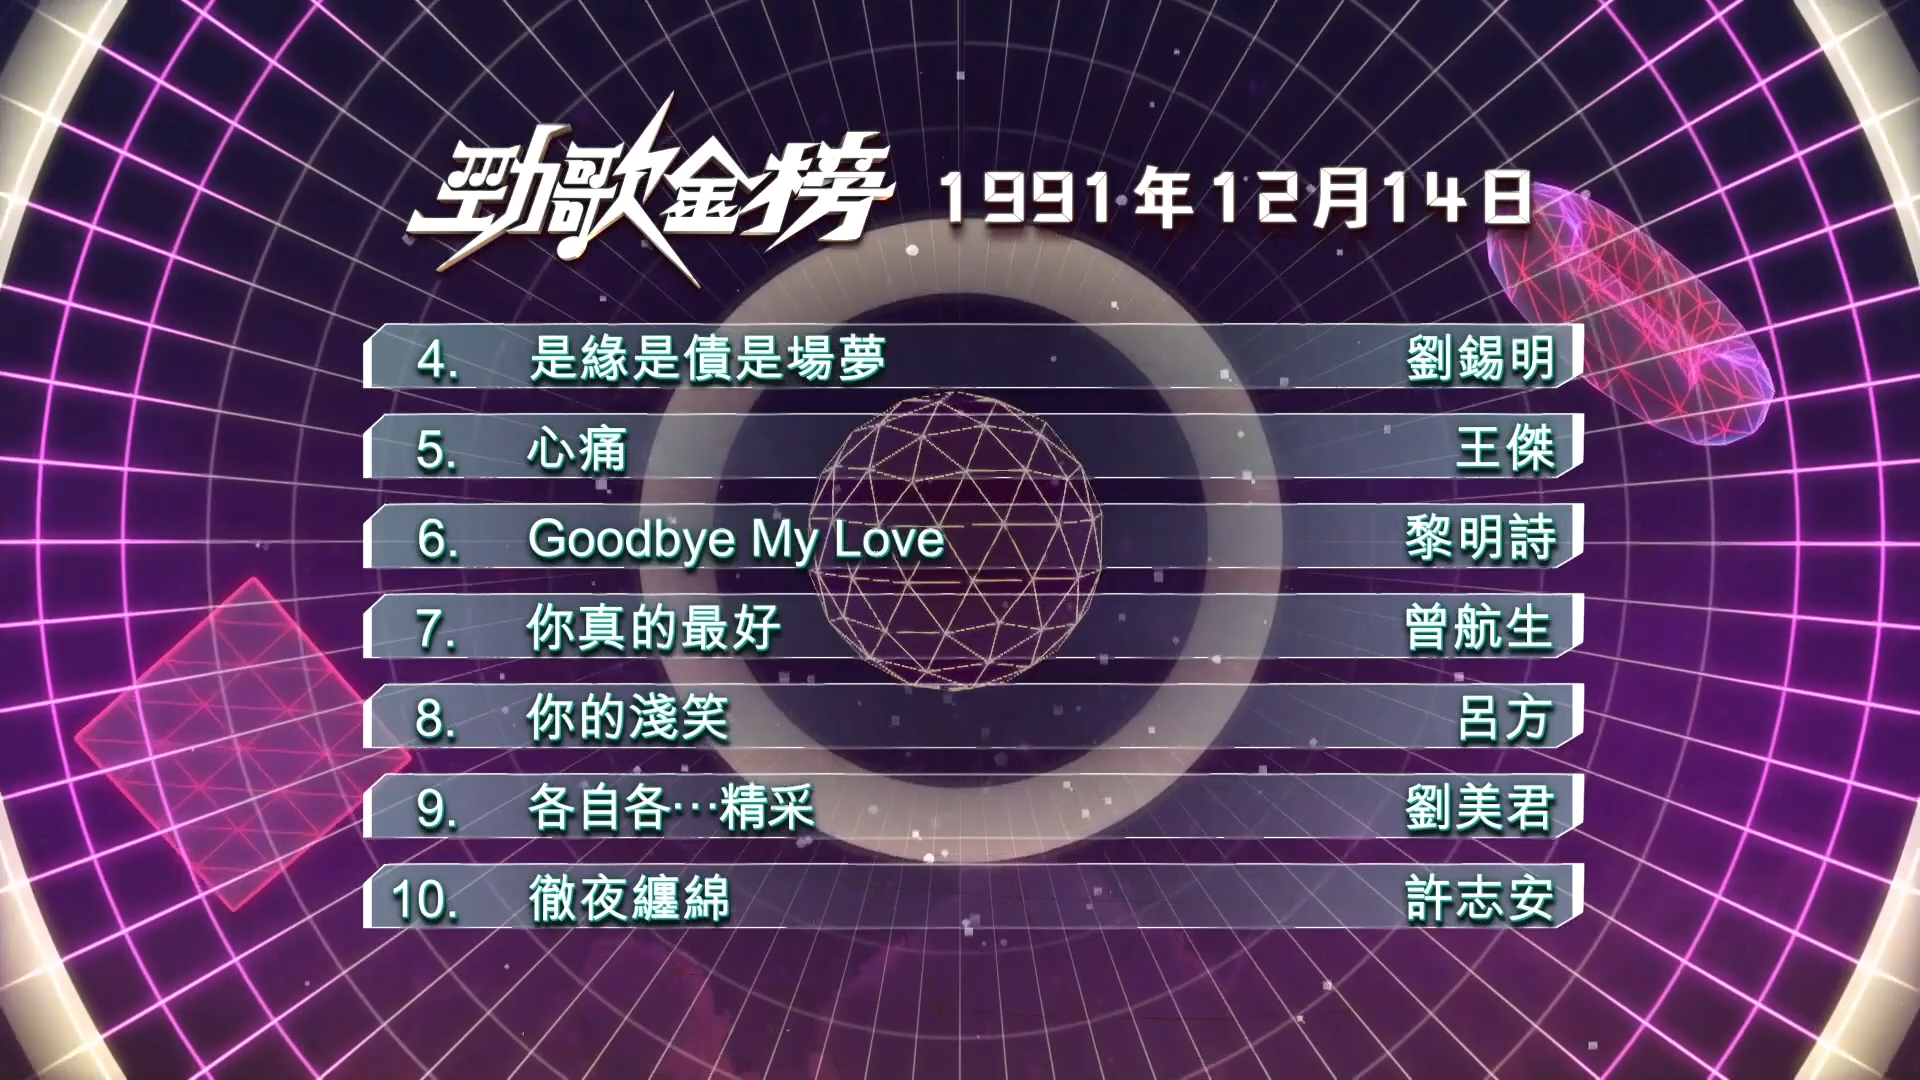 勁歌金榜 1991年12月14日
4. 是緣是債是場夢 劉錫明
5. 心痛 王傑
6. Goodbye My Love 黎明詩
7. 你真的最好 曾航生
8. 你的淺笑 呂方
9. 各自各…精采 劉美君
10. 徹夜纏綿 許志安